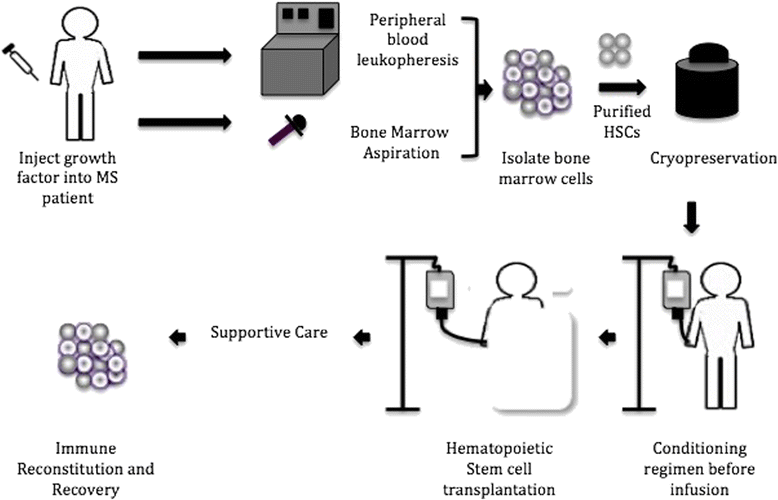 Peripheral
blood
leukopheresis
Bone Marrow
Aspiration
Inject growth
factor into MS
patient
Isolate bone
marrow cells
Purified
HSCs
Cryopreservation
Conditioning
regimen before
infusion
Hematopoietic
Stem cell
transplantation
Supportive Care
Immune
Reconstitution and
Recovery